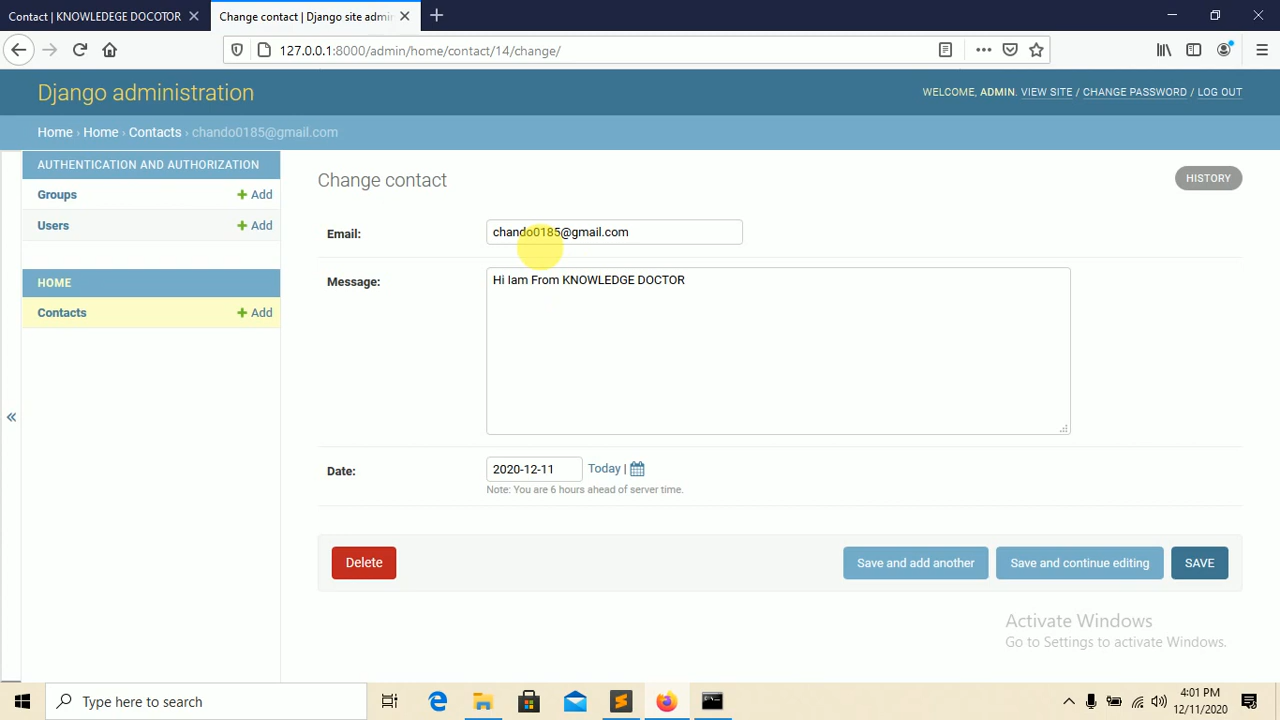 Contact | KNOWLEDEGE DOCOTOR
Change contact | Django site admi
127.0.0.1:8000/admin/home/contact/14/change/
Django administration
WELCOME, ADMIN. VIEW SITE / CHANGE PASSWORD / LOG OUT
Home › Home › Contacts › chando0185@gmail.com
AUTHENTICATION AND AUTHORIZATION
Groups + Add
Users + Add
HOME
Contacts + Add
«
Change contact
HISTORY
Email: chando0185@gmail.com
Message: Hi Iam From KNOWLEDGE DOCTOR
Date: 2020-12-11 Today |
Note: You are 6 hours ahead of server time.
Delete
Save and add another
Save and continue editing
SAVE
Activate Windows
Go to Settings to activate Windows.
Type here to search
4:01 PM
12/11/2020